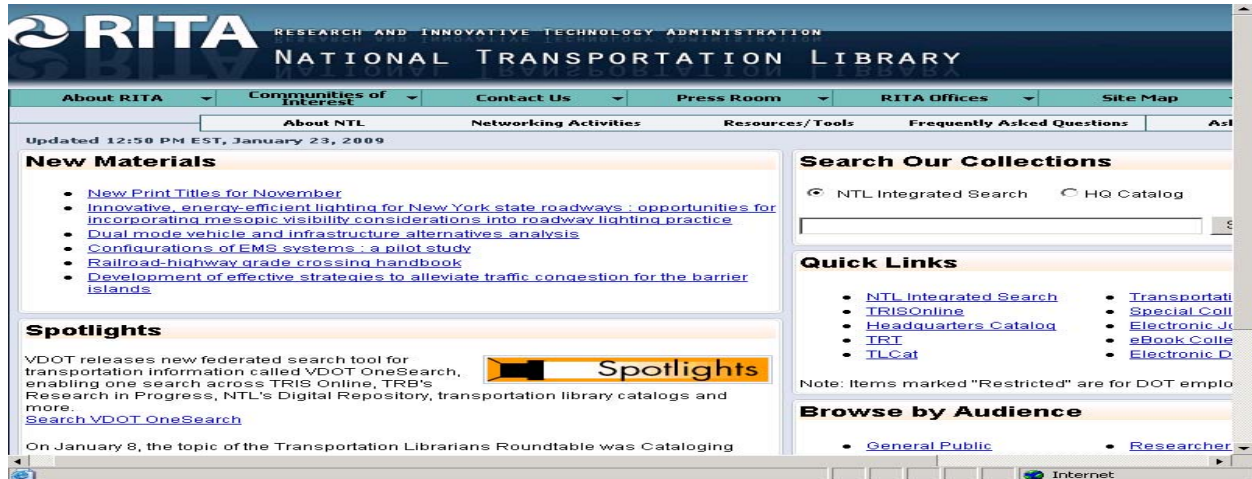 RITA RESEARCH AND INNOVATIVE TECHNOLOGY ADMINISTRATION
NATIONAL TRANSPORTATION LIBRARY
About RITA Communities of Interest Contact Us Press Room RITA Offices Site Map
About NTL Networking Activities Resources/Tools Frequently Asked Questions
Updated 12:50 PM EST, January 23, 2009
New Materials
New Print Titles for November
Innovative, energy-efficient lighting for New York state roadways : opportunities for
incorporating mesopic visibility considerations into roadway lighting practice
Dual mode vehicle and infrastructure alternatives analysis
Configurations of EMS systems : a pilot study
Railroad-highway grade crossing handbook
Development of effective strategies to alleviate traffic congestion for the barrier
islands
Spotlights
VDOT releases new federated search tool for
transportation information called VDOT OneSearch,
enabling one search across TRIS Online, TRB's
Research in Progress, NTL's Digital Repository, transportation library catalogs and
more.
Search VDOT OneSearch
Spotlights
On January 8, the topic of the Transportation Librarians Roundtable was Cataloging
Search Our Collections
NTL Integrated Search HQ Catalog
Quick Links
NTL Integrated Search
TRISOnline
Headquarters Catalog
TRT
TLCat
Transportati
Special Coll
Electronic Jo
eBook Colle
Electronic D
Note: Items marked "Restricted" are for DOT emplo
Browse by Audience
General Public
Researcher
Internet